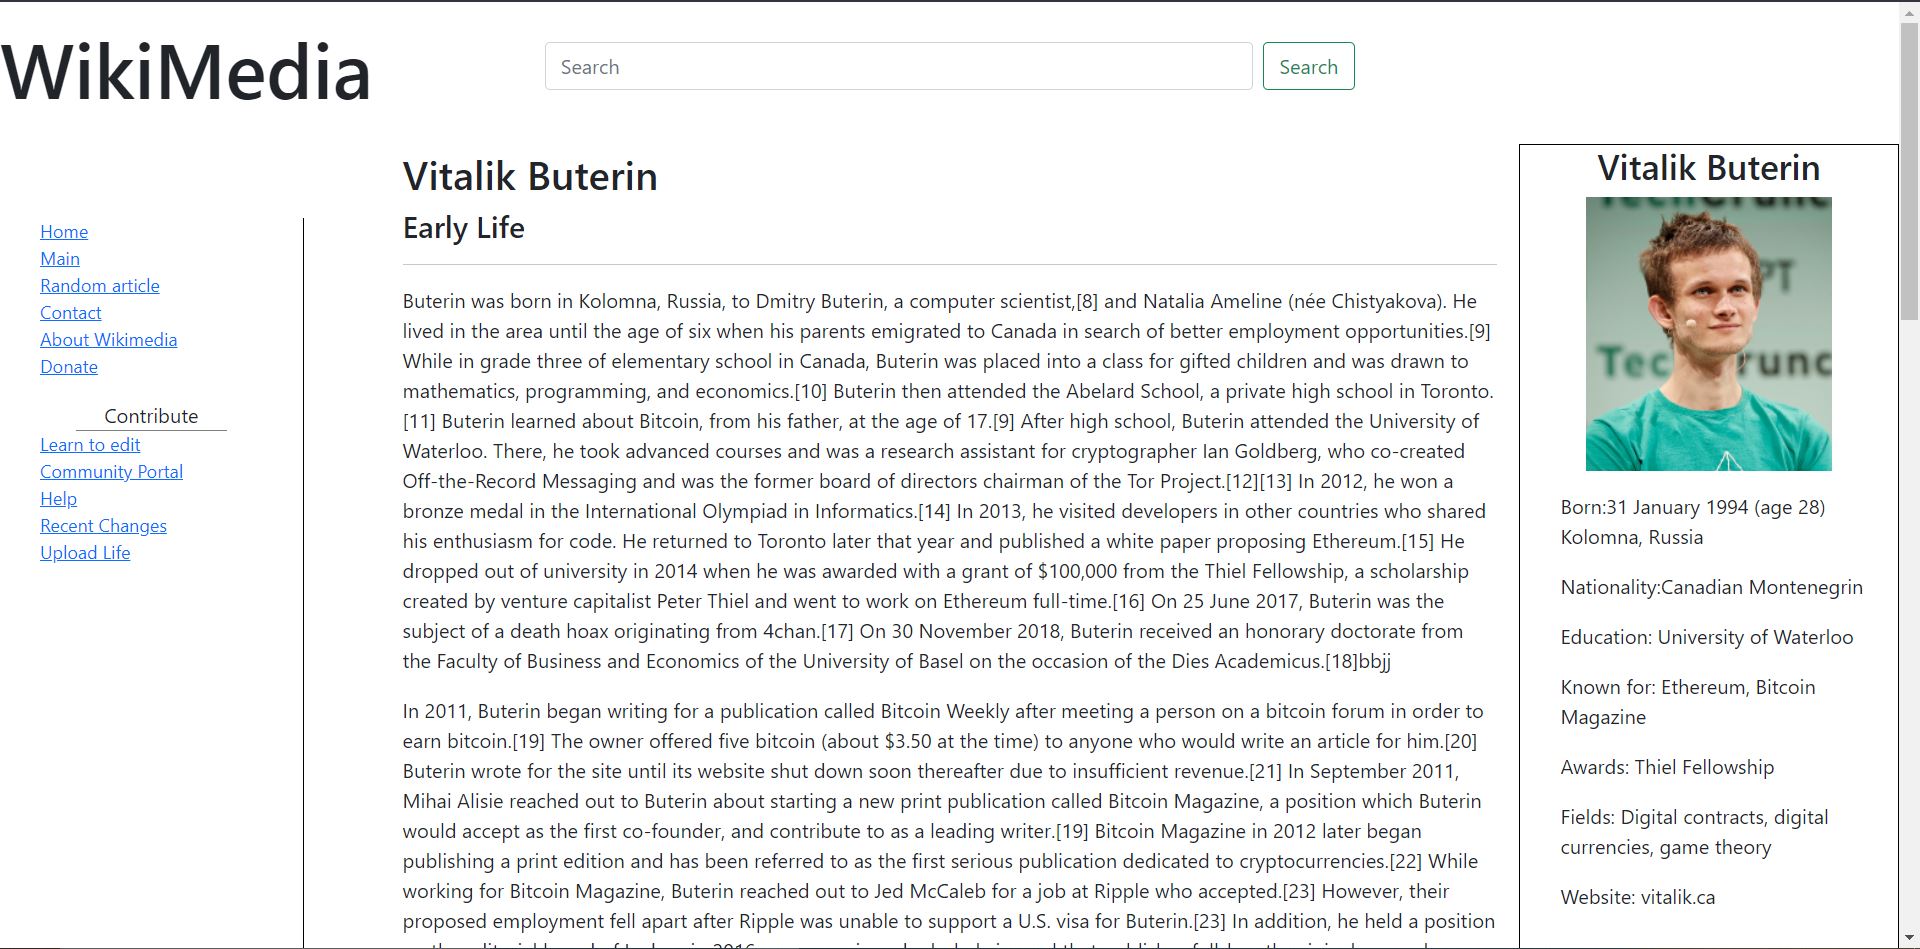 WikiMedia
Search
Search
Home
Main
Random article
Contact
About Wikimedia
Donate
Contribute
Learn to edit
Community Portal
Help
Recent Changes
Upload Life
Vitalik Buterin
Early Life
Buterin was born in Kolomna, Russia, to Dmitry Buterin, a computer scientist,[8] and Natalia Ameline (née Chistyakova). He
lived in the area until the age of six when his parents emigrated to Canada in search of better employment opportunities.[9]
While in grade three of elementary school in Canada, Buterin was placed into a class for gifted children and was drawn to
mathematics, programming, and economics.[10] Buterin then attended the Abelard School, a private high school in Toronto.
[11] Buterin learned about Bitcoin, from his father, at the age of 17.[9] After high school, Buterin attended the University of
Waterloo. There, he took advanced courses and was a research assistant for cryptographer Ian Goldberg, who co-created
Off-the-Record Messaging and was the former board of directors chairman of the Tor Project.[12][13] In 2012, he won a
bronze medal in the International Olympiad in Informatics.[14] In 2013, he visited developers in other countries who shared
his enthusiasm for code. He returned to Toronto later that year and published a white paper proposing Ethereum.[15] He
dropped out of university in 2014 when he was awarded with a grant of $100,000 from the Thiel Fellowship, a scholarship
created by venture capitalist Peter Thiel and went to work on Ethereum full-time.[16] On 25 June 2017, Buterin was the
subject of a death hoax originating from 4chan.[17] On 30 November 2018, Buterin received an honorary doctorate from
the Faculty of Business and Economics of the University of Basel on the occasion of the Dies Academicus.[18]bbjj
In 2011, Buterin began writing for a publication called Bitcoin Weekly after meeting a person on a bitcoin forum in order to
earn bitcoin.[19] The owner offered five bitcoin (about $3.50 at the time) to anyone who would write an article for him.[20]
Buterin wrote for the site until its website shut down soon thereafter due to insufficient revenue.[21] In September 2011,
Mihai Alisie reached out to Buterin about starting a new print publication called Bitcoin Magazine, a position which Buterin
would accept as the first co-founder, and contribute to as a leading writer.[19] Bitcoin Magazine in 2012 later began
publishing a print edition and has been referred to as the first serious publication dedicated to cryptocurrencies.[22] While
working for Bitcoin Magazine, Buterin reached out to Jed McCaleb for a job at Ripple who accepted.[23] However, their
proposed employment fell apart after Ripple was unable to support a U.S. visa for Buterin.[23] In addition, he held a position
Vitalik Buterin
Born:31 January 1994 (age 28)
Kolomna, Russia
Nationality:Canadian Montenegrin
Education: University of Waterloo
Known for: Ethereum, Bitcoin
Magazine
Awards: Thiel Fellowship
Fields: Digital contracts, digital
currencies, game theory
Website: vitalik.ca